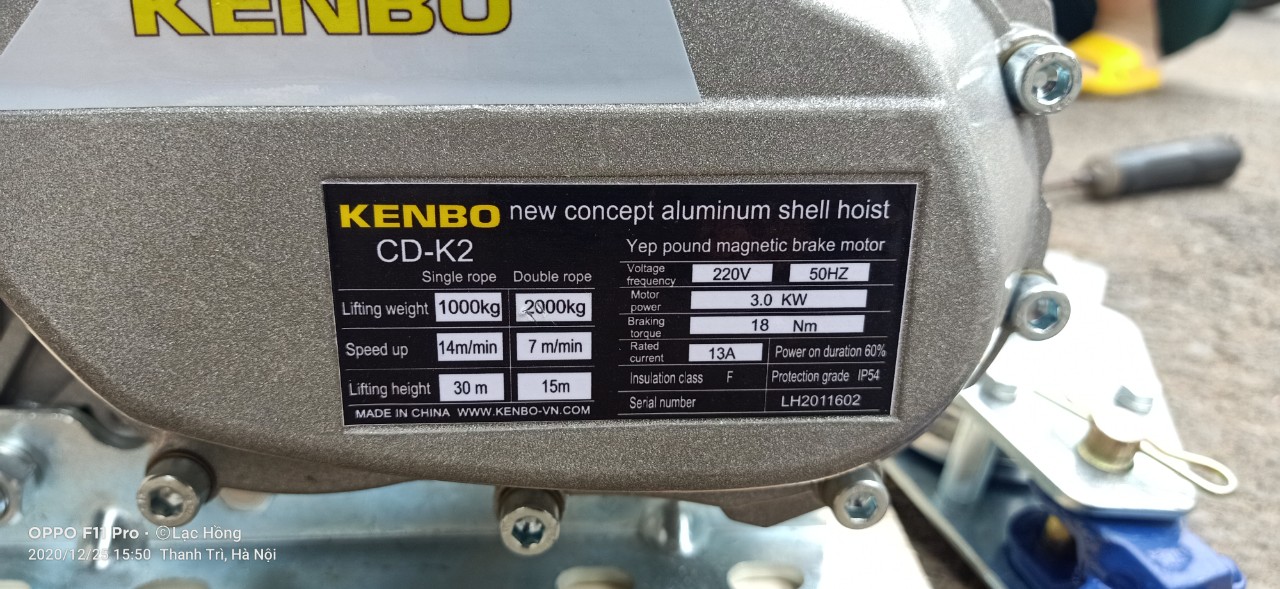 KENBO
KENBO new concept aluminum shell hoist
CD-K2
Single rope Double rope
Lifting weight 1000kg 2000kg
Speed up 14m/min 7 m/min
Lifting height 30 m 15m
MADE IN CHINA WWW.KENBO-VN.COM
Yep pound magnetic brake motor
Voltage frequency 220V 50HZ
Motor power 3.0 KW
Braking torque 18 Nm
Rated current 13A Power on duration 60%
Insulation class F Protection grade IP54
Serial number LH2011602
OPPO F11 Pro · ©Lạc Hồng
2020/12/25 15:50 Thanh Trì, Hà Nội